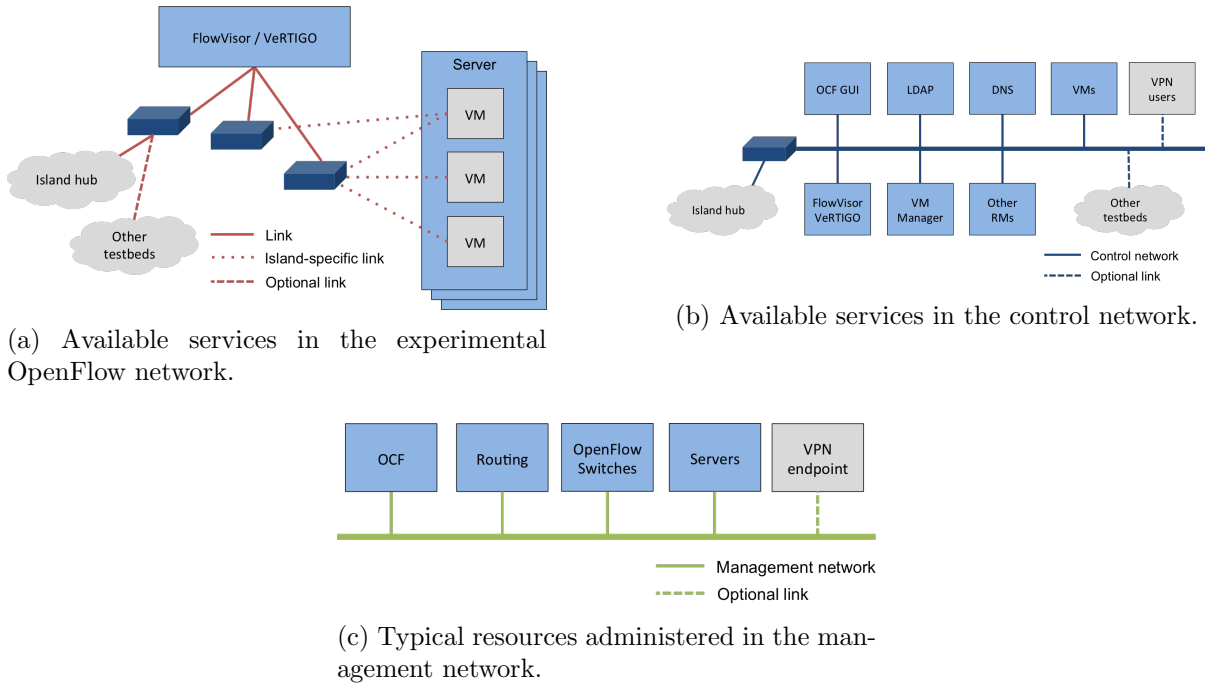 FlowVisor / VeRTIGO
Server
VM
VM
VM
Island hub
Other
testbeds
Link
Island-specific link
Optional link
(a) Available services in the experimental
OpenFlow network.
OCF GUI
LDAP
DNS
VMs
VPN
users
Island hub
FlowVisor
VeRTIGO
VM
Manager
Other
RMs
Other
testbeds
Control network
Optional link
(b) Available services in the control network.
OCF
Routing
OpenFlow
Switches
Servers
VPN
endpoint
Management network
Optional link
(c) Typical resources administered in the man-
agement network.